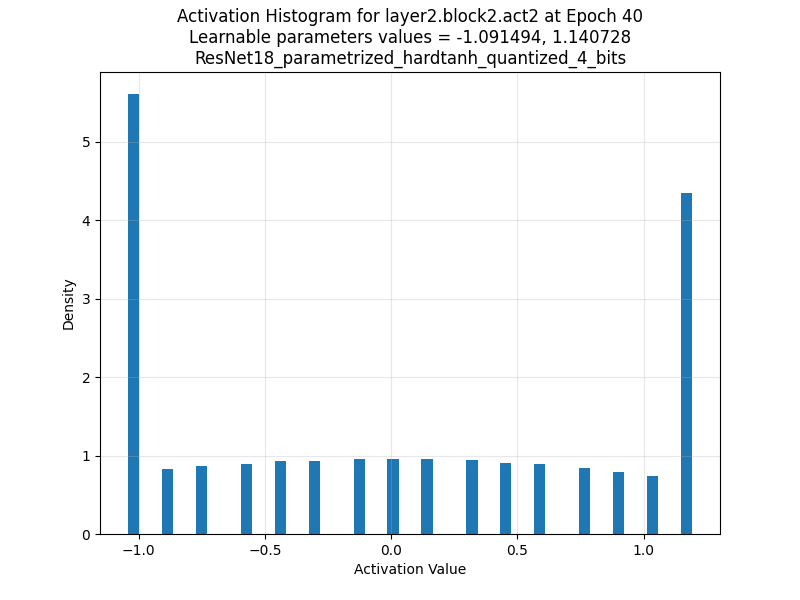 Activation Histogram for layer2.block2.act2 at Epoch 40
Learnable parameters values = -1.091494, 1.140728
ResNet18_parametrized_hardtanh_quantized_4_bits
5
4
3
2
1
0
Density
−1.0 −0.5 0.0 0.5 1.0
Activation Value